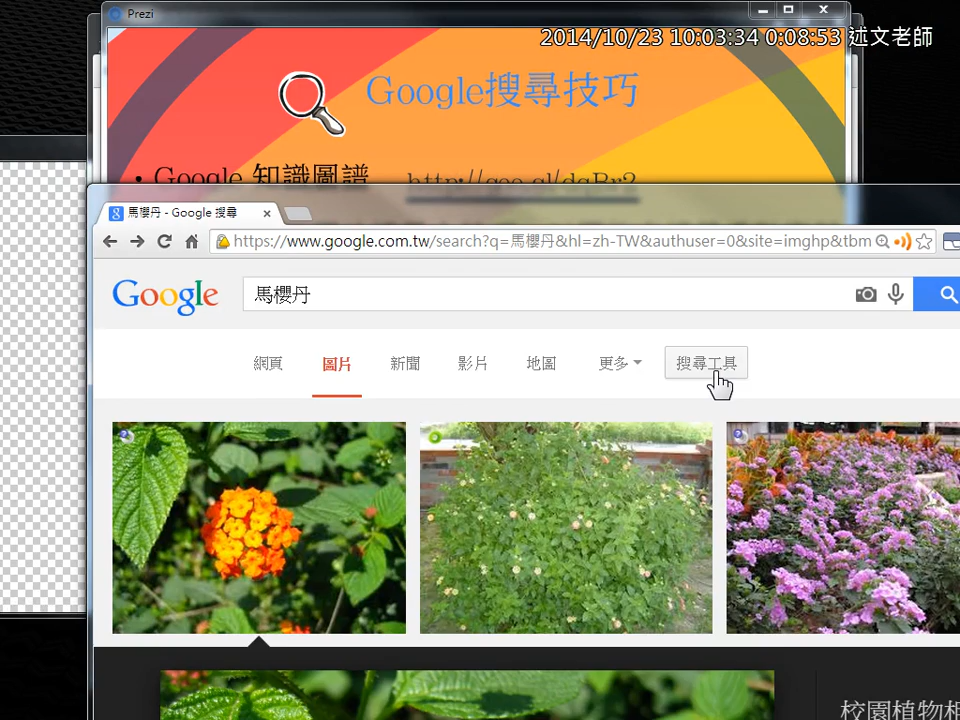 Prezi
2014/10/23 10:03:34 0:08:53 述文老師
Google搜尋技巧
• Google 知識圖譜 http://goo.gl/dgBr2
馬櫻丹 - Google 搜尋
https://www.google.com.tw/search?q=馬櫻丹&hl=zh-TW&authuser=0&site=imghp&tbm
Google 馬櫻丹
網頁 圖片 新聞 影片 地圖 更多 搜尋工具
校園植物